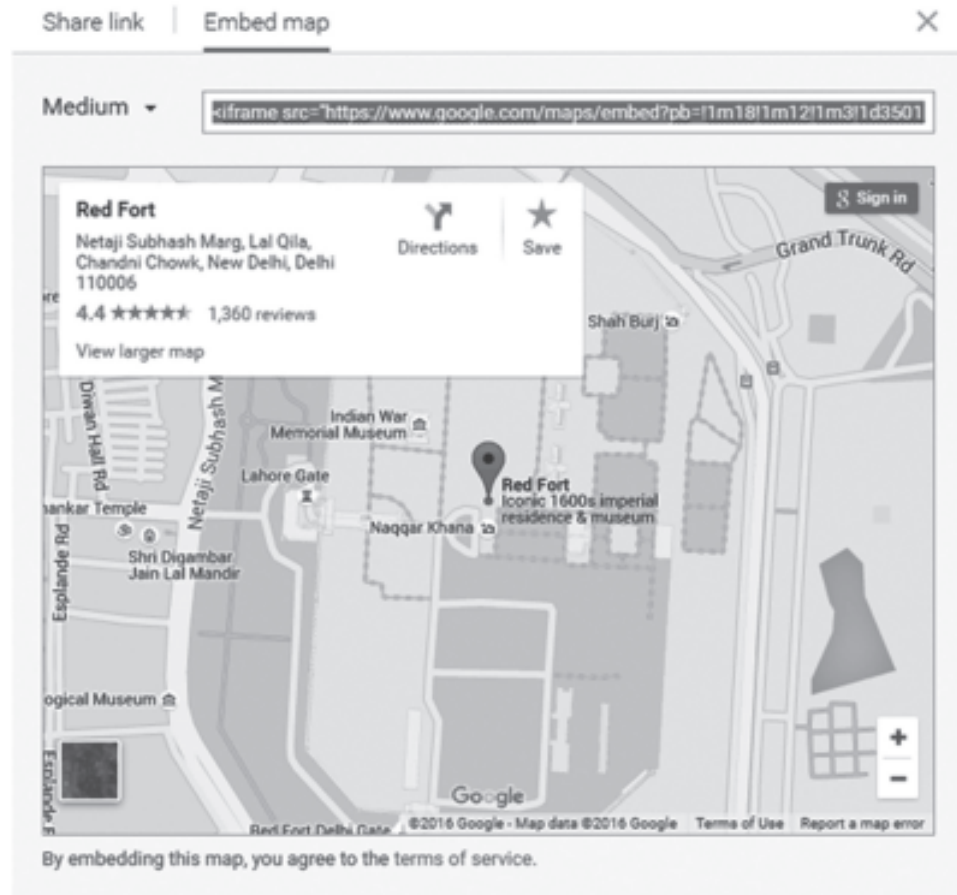 Share link
Embed map
Medium
<iframe src="https://www.google.com/maps/embed?pb=!1m18!1m12!1m3!1d3501
Red Fort
Netaji Subhash Marg, Lal Qila,
Chandni Chowk, New Delhi, Delhi
110006
4.4
1,360 reviews
View larger map
Directions
Save
Sign in
Grand Trunk Rd
Shah Burj
Diwan Hall Rd
Netaji Subhash M
Indian War
Memorial Museum
Lahore Gate
Red Fort
Iconic 1600s imperial
residence & museum
Naqqar Khana
ankar Temple
Shri Digambar
Jain Lal Mandir
Esplande Rd
ogical Museum
Google
Red Fort Delhi Gate
©2016 Google - Map data ©2016 Google
Terms of Use
Report a map error
By embedding this map, you agree to the terms of service.